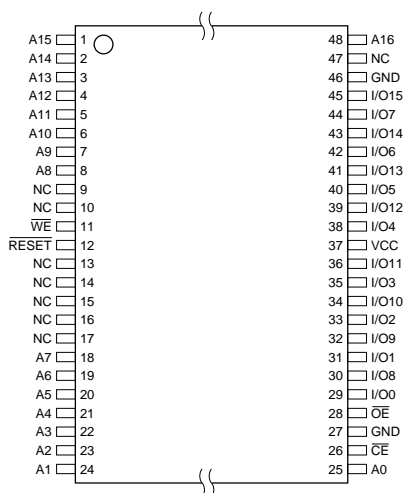 A15 1 48 A16
A14 2 47 NC
A13 3 46 GND
A12 4 45 I/O15
A11 5 44 I/O7
A10 6 43 I/O14
A9 7 42 I/O6
A8 8 41 I/O13
NC 9 40 I/O5
NC 10 39 I/O12
W̅E̅ 11 38 I/O4
R̅E̅S̅E̅T̅ 12 37 VCC
NC 13 36 I/O11
NC 14 35 I/O3
NC 15 34 I/O10
NC 16 33 I/O2
NC 17 32 I/O9
A7 18 31 I/O1
A6 19 30 I/O8
A5 20 29 I/O0
A4 21 28 O̅E̅
A3 22 27 GND
A2 23 26 C̅E̅
A1 24 25 A0